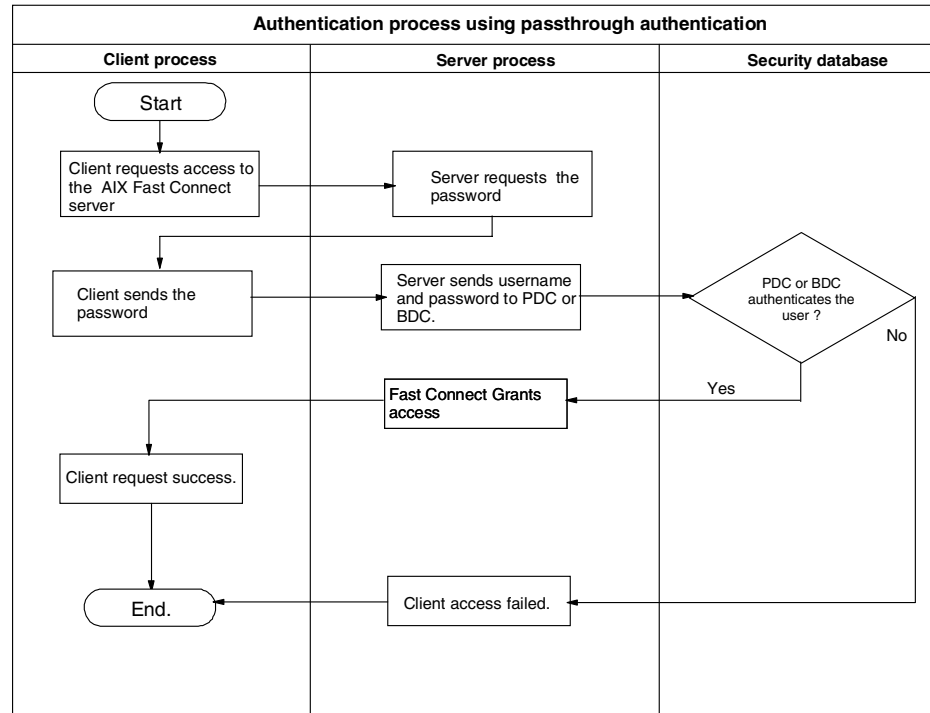 Authentication process using passthrough authentication
Client process
Server process
Security database
Start
Client requests access to
the AIX Fast Connect
server
Server requests the
password
Client sends the
password
Server sends username
and password to PDC or
BDC.
PDC or BDC
authenticates the
user ?
No
Yes
Fast Connect Grants
access
Client request success.
End.
Client access failed.